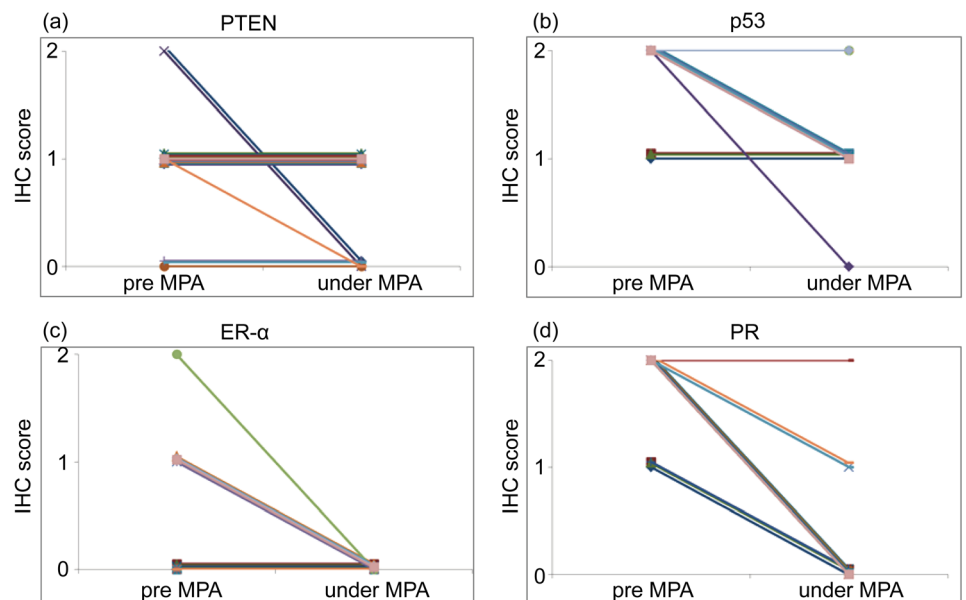 (a) PTEN
2
1
0
IHC score
pre MPA under MPA
(b) p53
2
1
0
IHC score
pre MPA under MPA
(c) ER-α
2
1
0
IHC score
pre MPA under MPA
(d) PR
2
1
0
IHC score
pre MPA under MPA